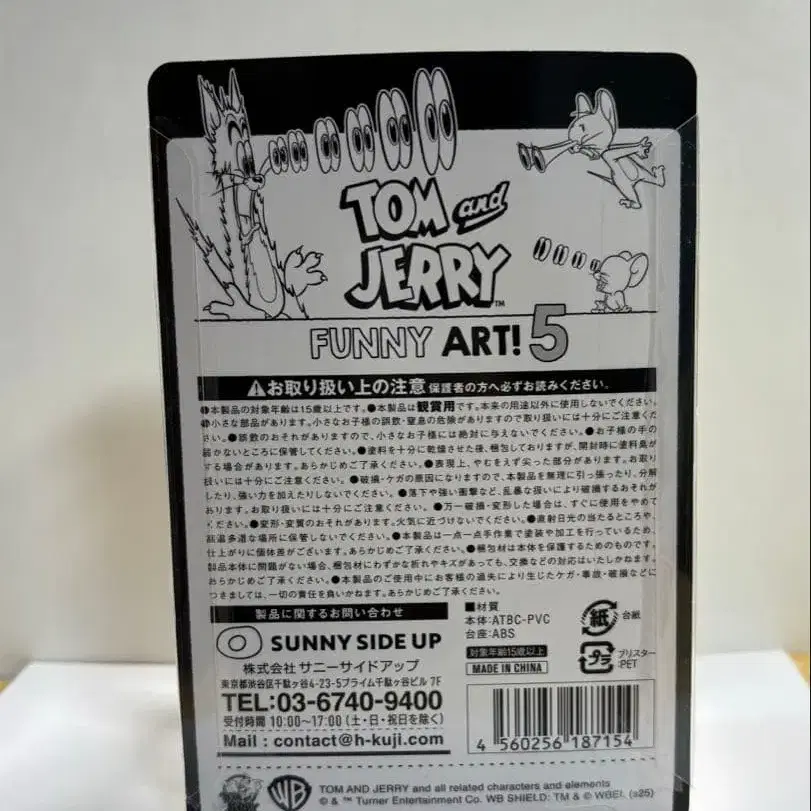 TOM and
JERRY™
FUNNY ART! 5
⚠お取り扱い上の注意 保護者の方へ必ずお読みください。
●本製品の対象年齢は15歳以上です。●本製品は観賞用です。本来の用途以外に使用しないでください。
●小さな部品があります。小さなお子様の誤飲・窒息の危険がありますので取り扱いには十分にご注意くだ
さい。●誤飲のおそれがありますので、小さなお子様には絶対に与えないでください。●お子様の手の
届かないところに保管してください。●塗料を十分に乾燥させた後、梱包しておりますが、開封時に塗料臭が
する場合があります。あらかじめご了承ください。●表現上、やむをえず尖った部分があります。お取り
扱いには十分にご注意ください。●破損・ケガの原因になりますので、本製品を無理に引っ張ったり、分解
したり、強い力を加えたりしないでください。●落下や強い衝撃など、乱暴な扱いにより破損するおそれが
あります。お取り扱いには十分ご注意ください。●万一破損・変形した場合は、すぐに使用をやめて
ください。●変形・変質のおそれがあります。火気に近づけないでください。●直射日光の当たるところや、
高温多湿な場所に保管しないでください。●本製品は一点一点手作業で塗装や加工を行っているため、
仕上がりに個体差がございます。あらかじめご了承ください。●梱包材は本体を保護するためのものです。
製品本体に問題がない場合、梱包材にわずかな折れやキズがあっても、交換などの対応はいたしかねます。
あらかじめご了承ください。●本製品のご使用中にお客様の過失により生じたケガ・事故・破損などに
つきましては、一切の責任を負いかねます。あらかじめご了承ください。
製品に関するお問い合わせ
SUNNY SIDE UP
株式会社 サニーサイドアップ
東京都渋谷区千駄ヶ谷4-23-5プライム千駄ヶ谷ビル 7F
TEL:03-6740-9400
受付時間 10:00〜17:00(土・日・祝日を除く)
Mail : contact@h-kuji.com
■材質
本体:ATBC-PVC
台座:ABS
対象年齢15歳以上
MADE IN CHINA
紙 台紙
プラ ブリスター
:PET
4 560256 187154
WB TOM AND JERRY and all related characters and elements
© & ™ Turner Entertainment Co. WB SHIELD: TM & © WBEI. (s25)